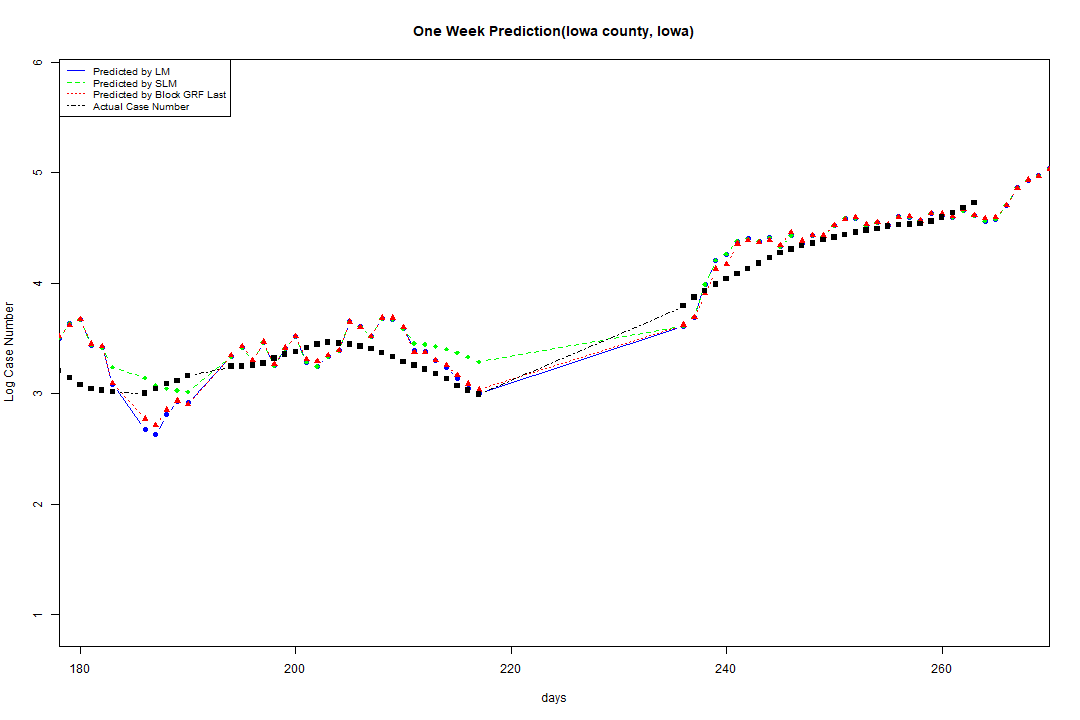 One Week Prediction(Iowa county, Iowa)
Predicted by LM
Predicted by SLM
Predicted by Block GRF Last
Actual Case Number
6
5
4
3
2
1
Log Case Number
180 200 220 240 260
days